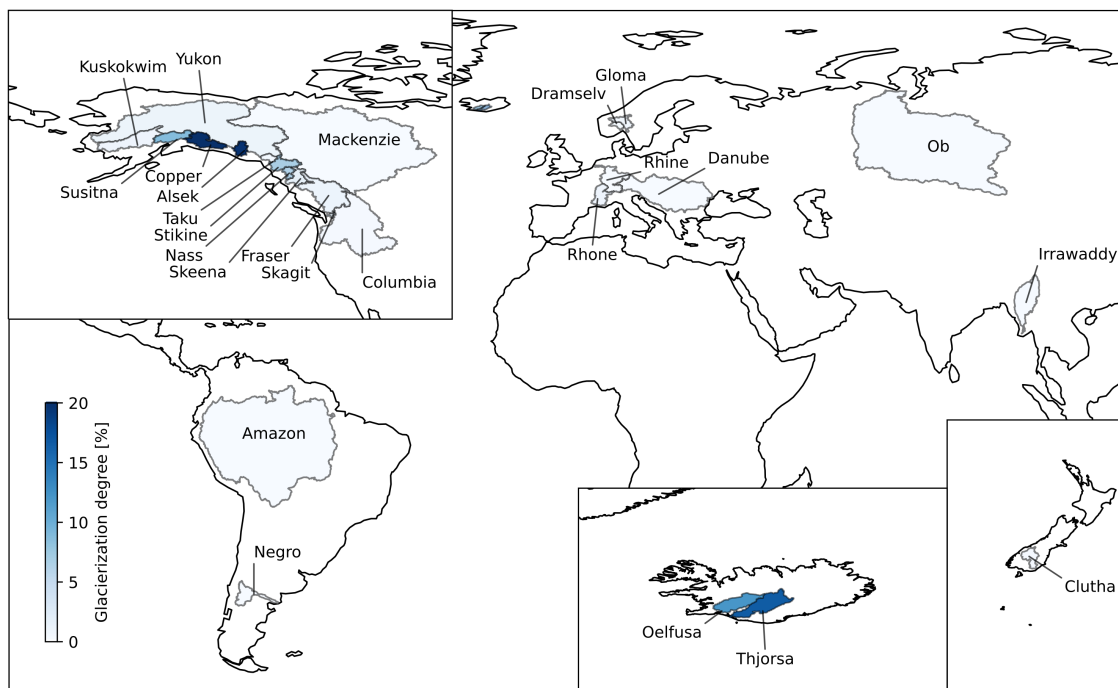 Kuskokwim
Yukon
Mackenzie
Susitna
Copper
Alsek
Taku
Stikine
Nass
Skeena
Fraser
Skagit
Columbia
Gloma
Dramselv
Rhine
Danube
Rhone
Ob
Irrawaddy
Amazon
Negro
20
15
10
5
0
Glacierization degree [%]
Oelfusa
Thjorsa
Clutha